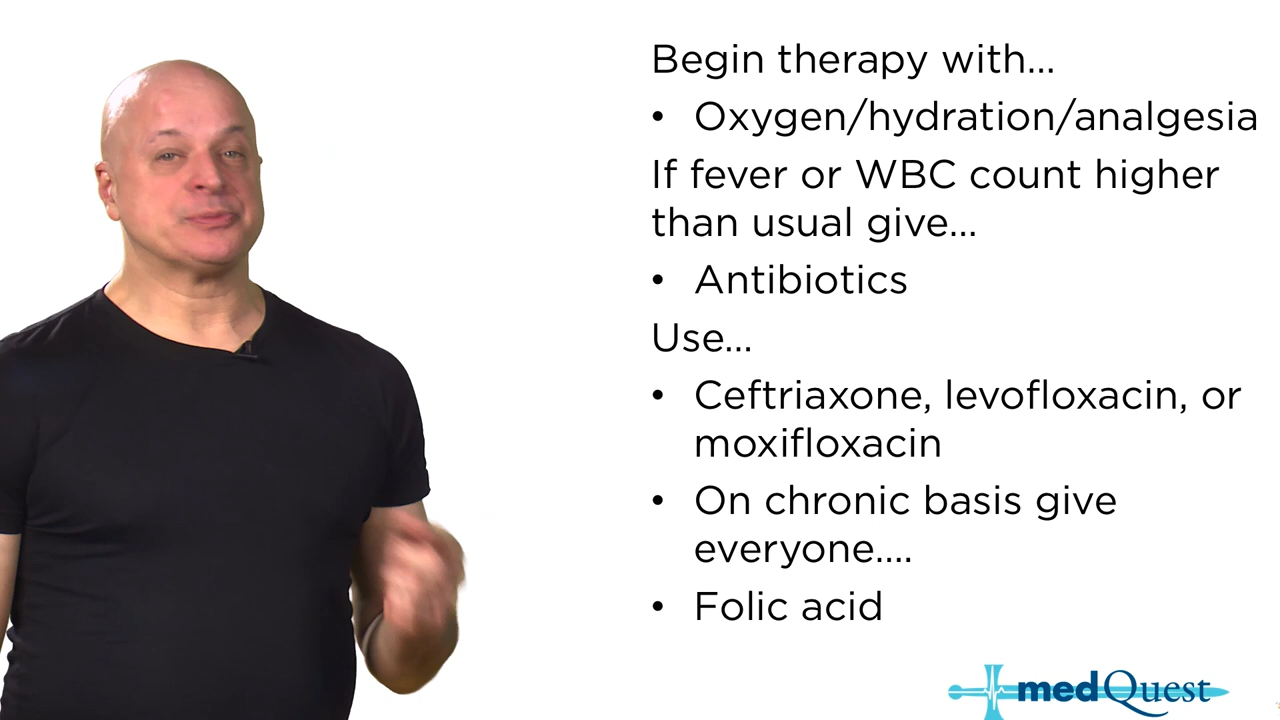 Begin therapy with...
• Oxygen/hydration/analgesia
If fever or WBC count higher
than usual give...
• Antibiotics
Use...
• Ceftriaxone, levofloxacin, or
moxifloxacin
• On chronic basis give
everyone....
• Folic acid
medQuest